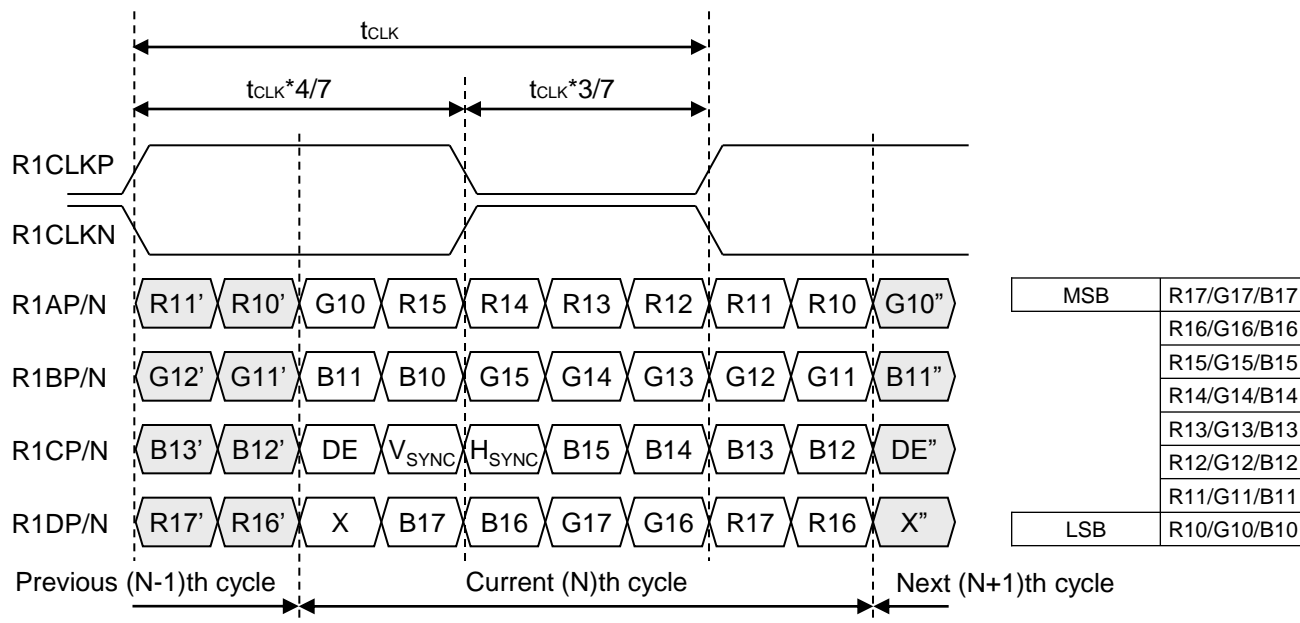 tCLK
tCLK*4/7 tCLK*3/7
R1CLKP
R1CLKN
R1AP/N R11’ R10’ G10 R15 R14 R13 R12 R11 R10 G10” MSB R17/G17/B17
R16/G16/B16
R1BP/N G12’ G11’ B11 B10 G15 G14 G13 G12 G11 B11” R15/G15/B15
R14/G14/B14
R1CP/N B13’ B12’ DE VSYNC HSYNC B15 B14 B13 B12 DE” R13/G13/B13
R12/G12/B12
R11/G11/B11
R1DP/N R17’ R16’ X B17 B16 G17 G16 R17 R16 X” LSB R10/G10/B10
Previous (N-1)th cycle Current (N)th cycle Next (N+1)th cycle